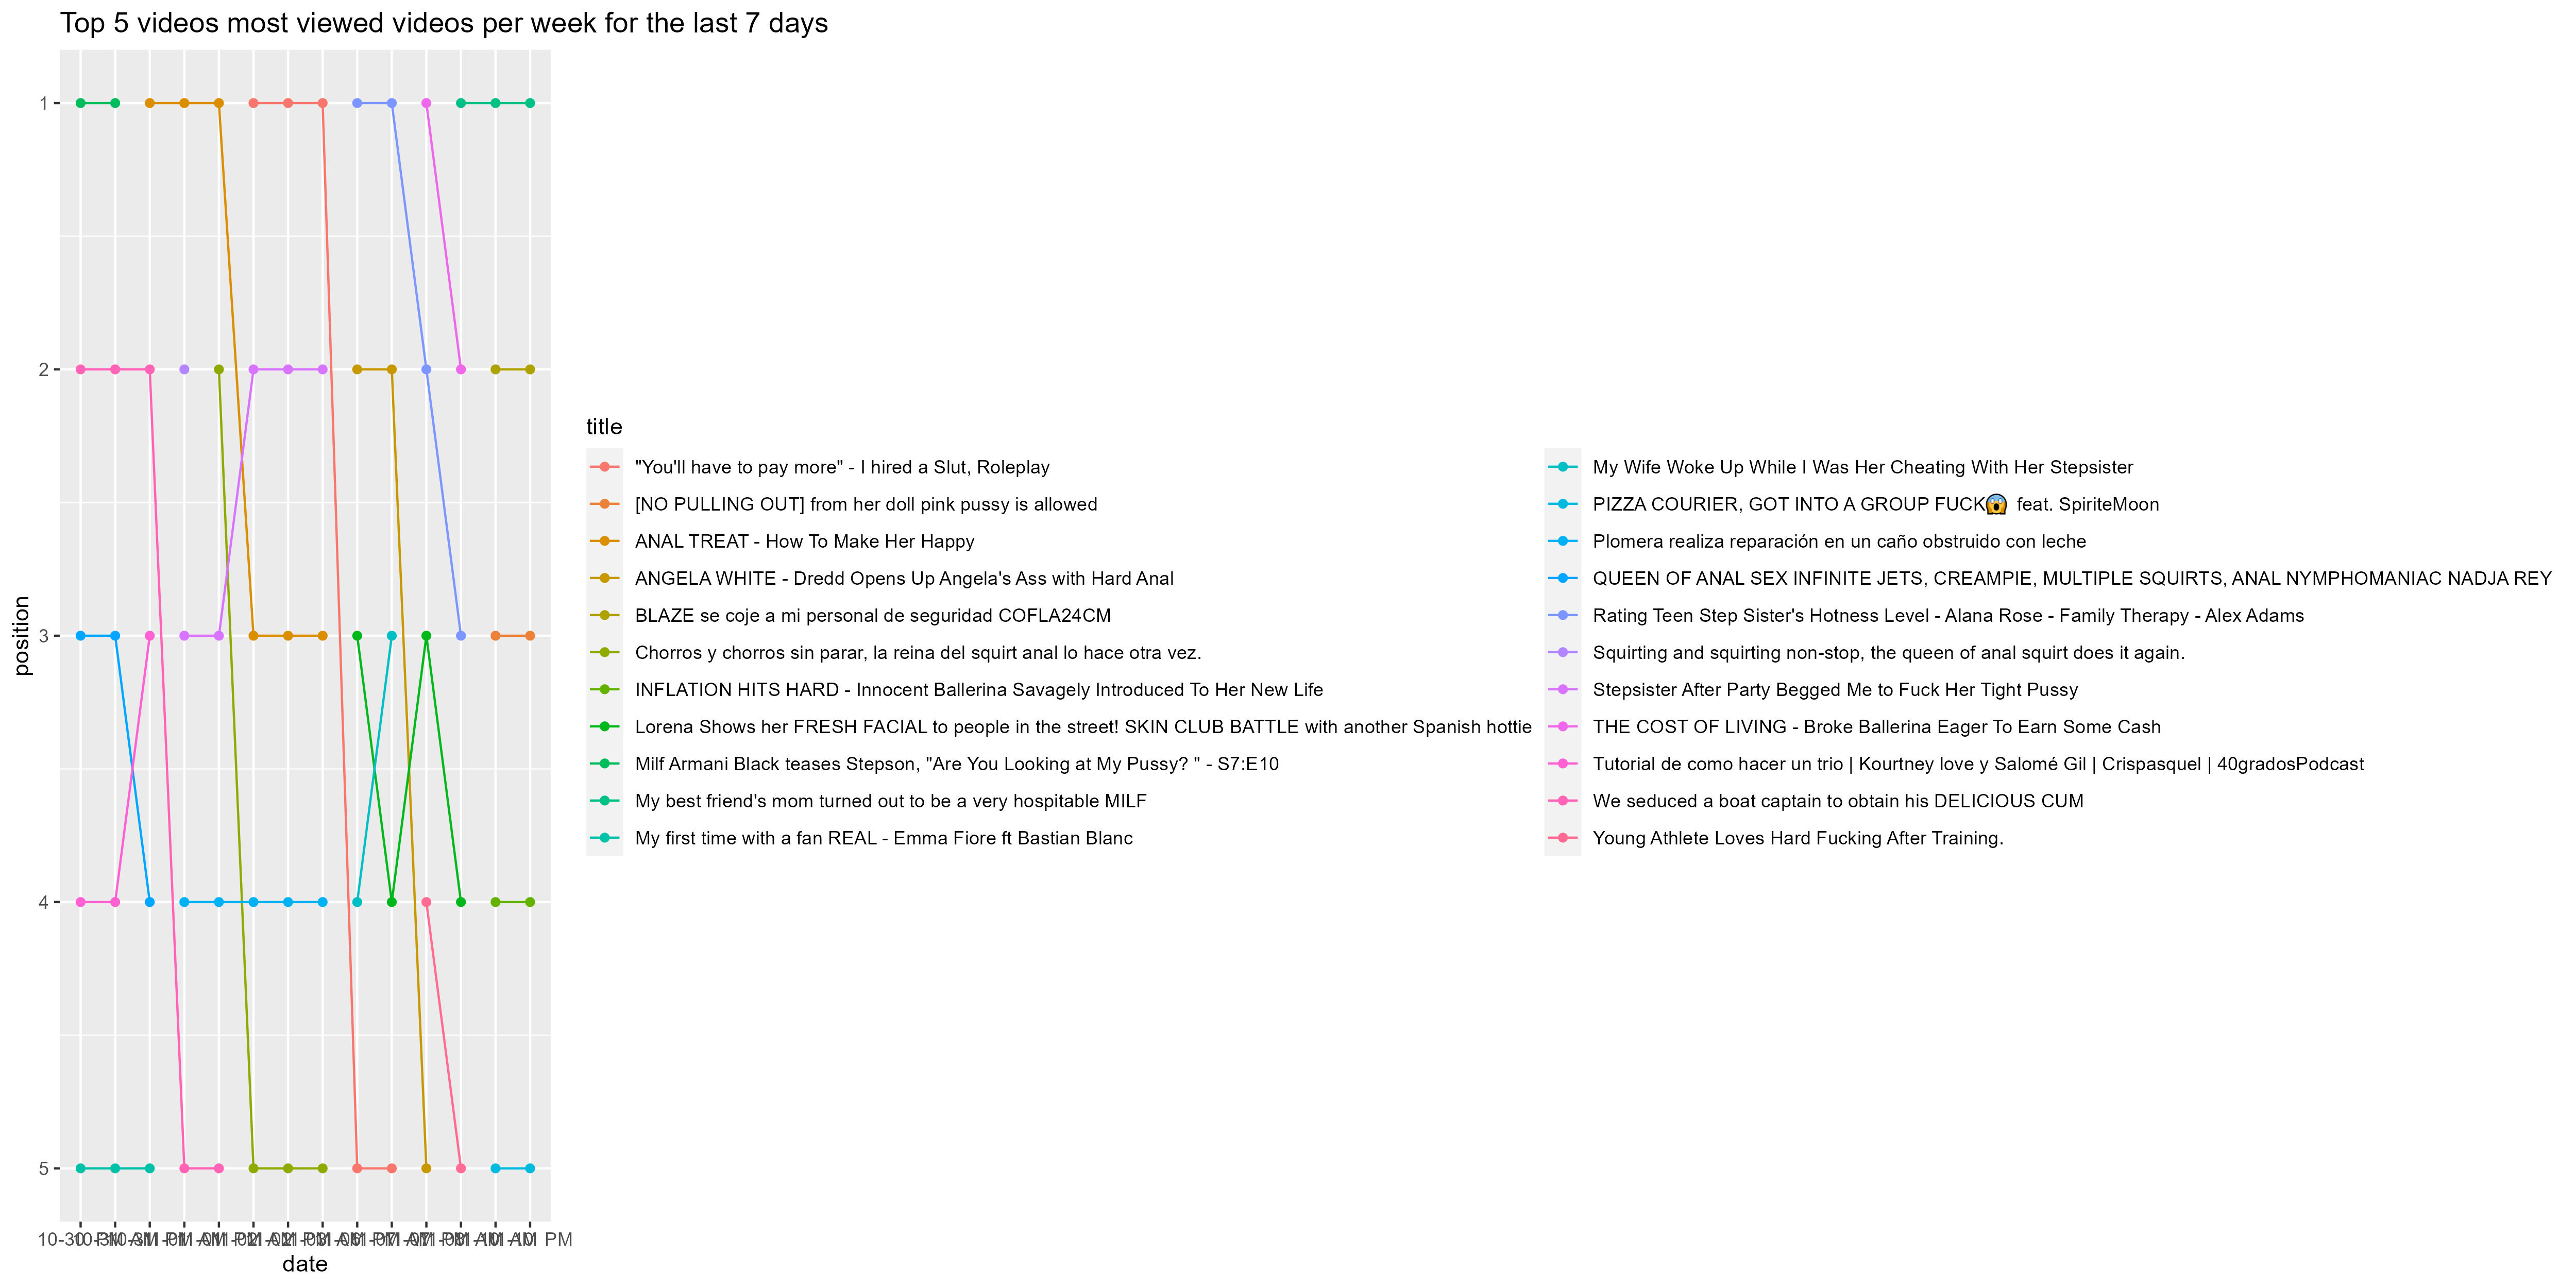 Top 5 videos most viewed videos per week for the last 7 days
position
1
2
3
4
5
date
title
"You'll have to pay more" - I hired a Slut, Roleplay
[NO PULLING OUT] from her doll pink pussy is allowed
ANAL TREAT - How To Make Her Happy
ANGELA WHITE - Dredd Opens Up Angela's Ass with Hard Anal
BLAZE se coje a mi personal de seguridad COFLA24CM
Chorros y chorros sin parar, la reina del squirt anal lo hace otra vez.
INFLATION HITS HARD - Innocent Ballerina Savagely Introduced To Her New Life
Lorena Shows her FRESH FACIAL to people in the street! SKIN CLUB BATTLE with another Spanish hottie
Milf Armani Black teases Stepson, "Are You Looking at My Pussy? " - S7:E10
My best friend's mom turned out to be a very hospitable MILF
My first time with a fan REAL - Emma Fiore ft Bastian Blanc
My Wife Woke Up While I Was Her Cheating With Her Stepsister
PIZZA COURIER, GOT INTO A GROUP FUCK😱 feat. SpiriteMoon
Plomera realiza reparación en un caño obstruido con leche
QUEEN OF ANAL SEX INFINITE JETS, CREAMPIE, MULTIPLE SQUIRTS, ANAL NYMPHOMANIAC NADJA REY
Rating Teen Step Sister's Hotness Level - Alana Rose - Family Therapy - Alex Adams
Squirting and squirting non-stop, the queen of anal squirt does it again.
Stepsister After Party Begged Me to Fuck Her Tight Pussy
THE COST OF LIVING - Broke Ballerina Eager To Earn Some Cash
Tutorial de como hacer un trio | Kourtney love y Salomé Gil | Crispasquel | 40gradosPodcast
We seduced a boat captain to obtain his DELICIOUS CUM
Young Athlete Loves Hard Fucking After Training.